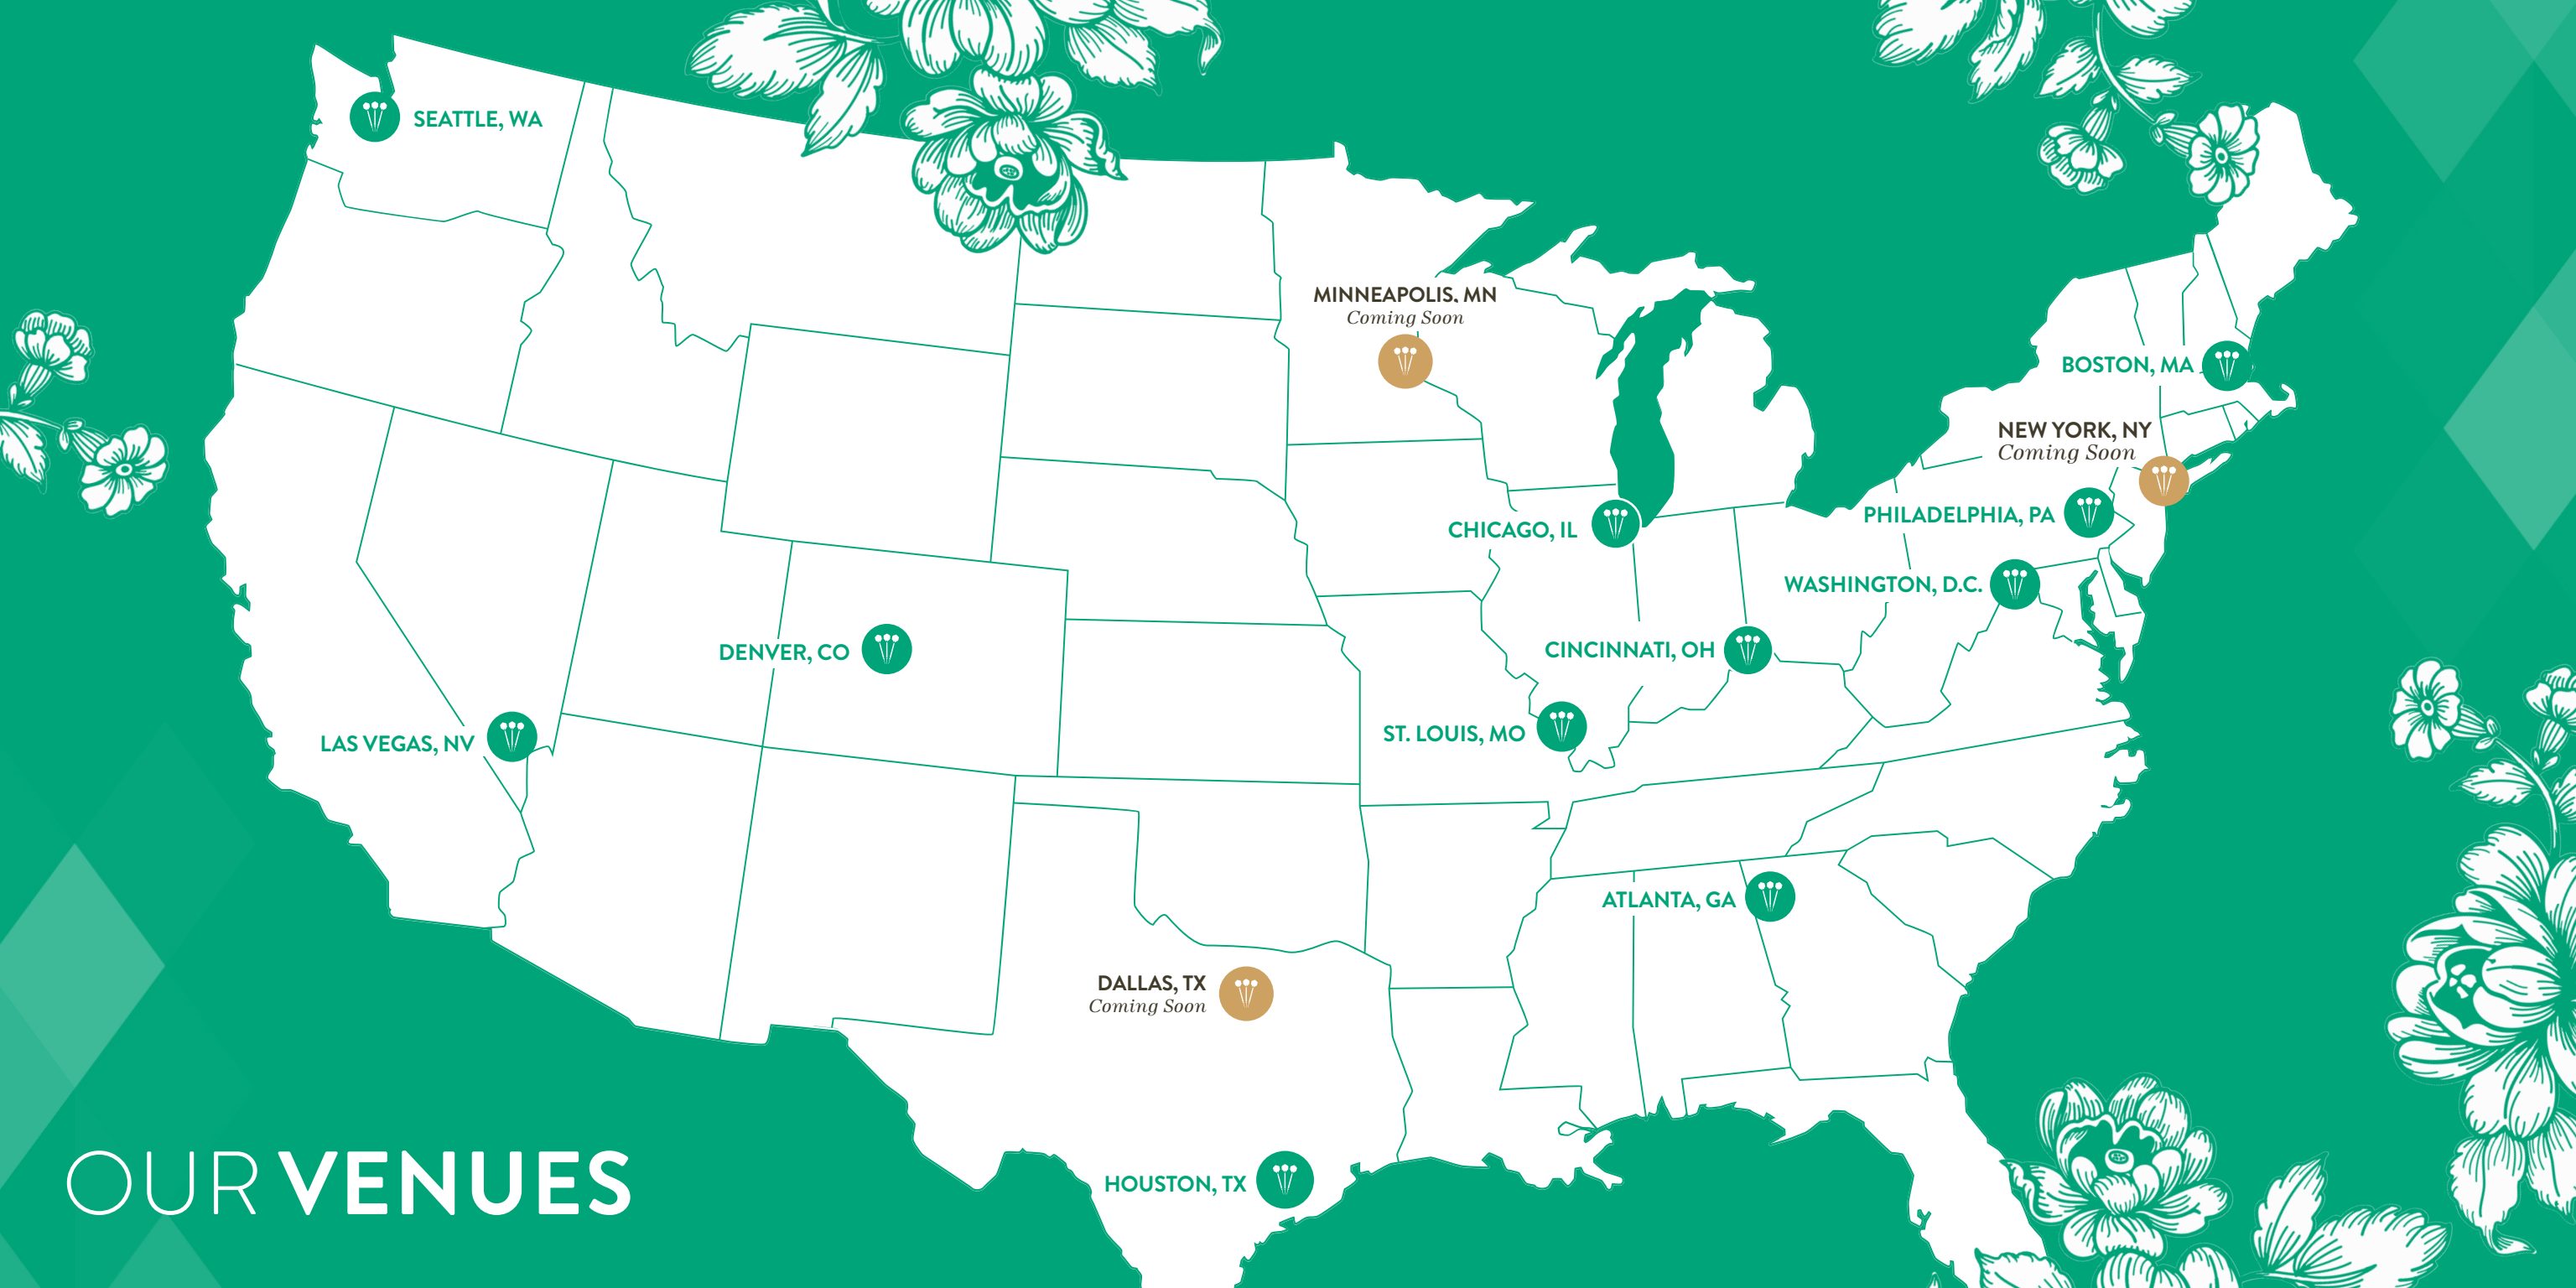 SEATTLE, WA
MINNEAPOLIS, MN
Coming Soon
BOSTON, MA
NEW YORK, NY
Coming Soon
PHILADELPHIA, PA
CHICAGO, IL
WASHINGTON, D.C.
DENVER, CO
CINCINNATI, OH
LAS VEGAS, NV
ST. LOUIS, MO
ATLANTA, GA
DALLAS, TX
Coming Soon
HOUSTON, TX
OUR VENUES